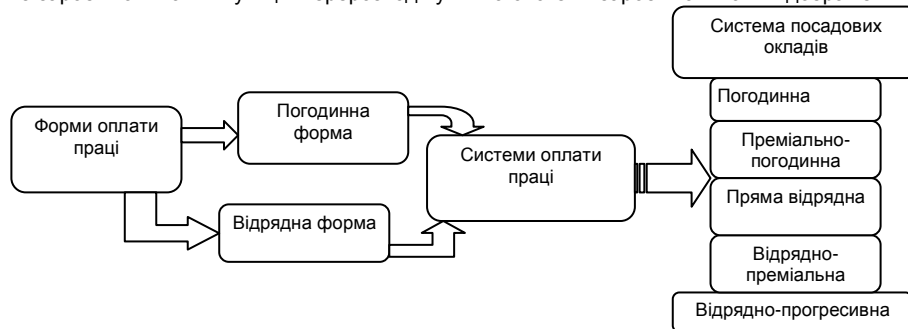 Система посадових
окладів
Погодинна
Погодинна
форма
Форми оплати
праці
Преміально-
погодинна
Системи оплати
праці
Пряма відрядна
Відрядна форма
Відрядно-
преміальна
Відрядно-прогресивна